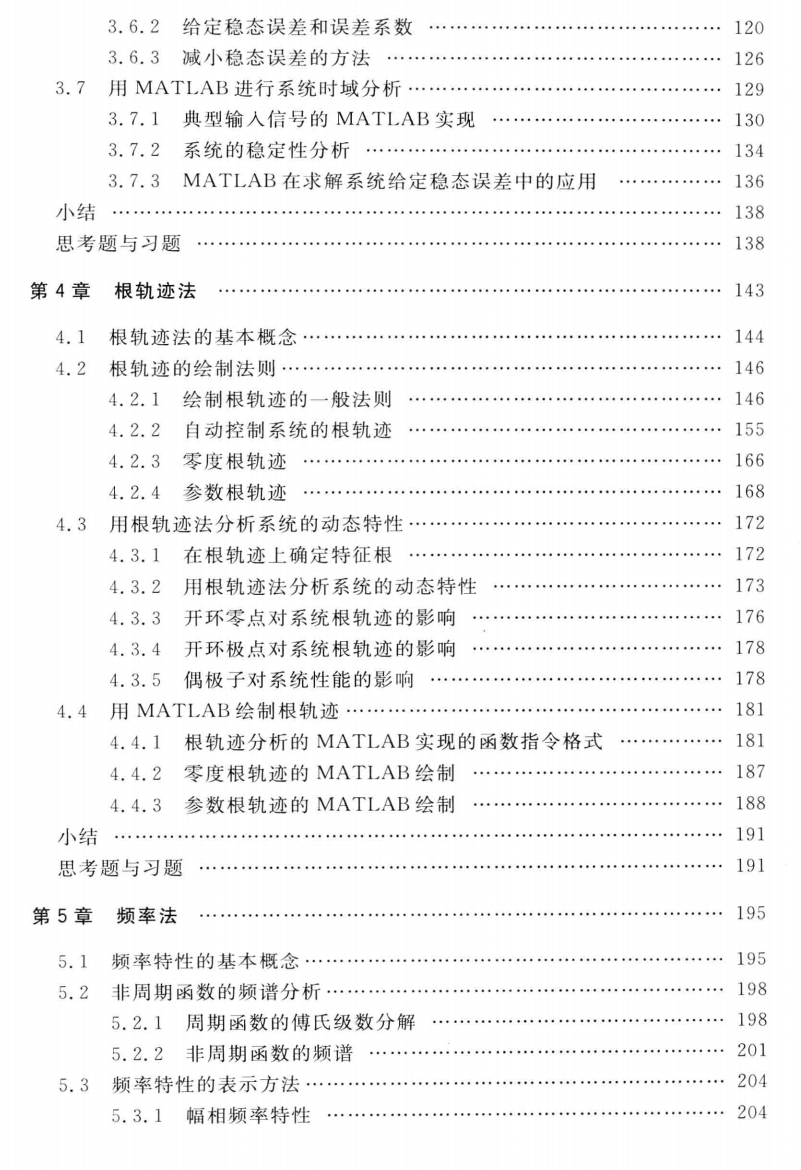 3.6.2 给定稳态误差和误差系数 …… 120
3.6.3 减小稳态误差的方法 …… 126
3.7 用 MATLAB 进行系统时域分析 …… 129
3.7.1 典型输入信号的 MATLAB 实现 …… 130
3.7.2 系统的稳定性分析 …… 134
3.7.3 MATLAB 在求解系统给定稳态误差中的应用 …… 136
小结 …… 138
思考题与习题 …… 138
第 4 章 根轨迹法 …… 143
4.1 根轨迹法的基本概念 …… 144
4.2 根轨迹的绘制法则 …… 146
4.2.1 绘制根轨迹的一般法则 …… 146
4.2.2 自动控制系统的根轨迹 …… 155
4.2.3 零度根轨迹 …… 166
4.2.4 参数根轨迹 …… 168
4.3 用根轨迹法分析系统的动态特性 …… 172
4.3.1 在根轨迹上确定特征根 …… 172
4.3.2 用根轨迹法分析系统的动态特性 …… 173
4.3.3 开环零点对系统根轨迹的影响 …… 176
4.3.4 开环极点对系统根轨迹的影响 …… 178
4.3.5 偶极子对系统性能的影响 …… 178
4.4 用 MATLAB 绘制根轨迹 …… 181
4.4.1 根轨迹分析的 MATLAB 实现的函数指令格式 …… 181
4.4.2 零度根轨迹的 MATLAB 绘制 …… 187
4.4.3 参数根轨迹的 MATLAB 绘制 …… 188
小结 …… 191
思考题与习题 …… 191
第 5 章 频率法 …… 195
5.1 频率特性的基本概念 …… 195
5.2 非周期函数的频谱分析 …… 198
5.2.1 周期函数的傅氏级数分解 …… 198
5.2.2 非周期函数的频谱 …… 201
5.3 频率特性的表示方法 …… 204
5.3.1 幅相频率特性 …… 204